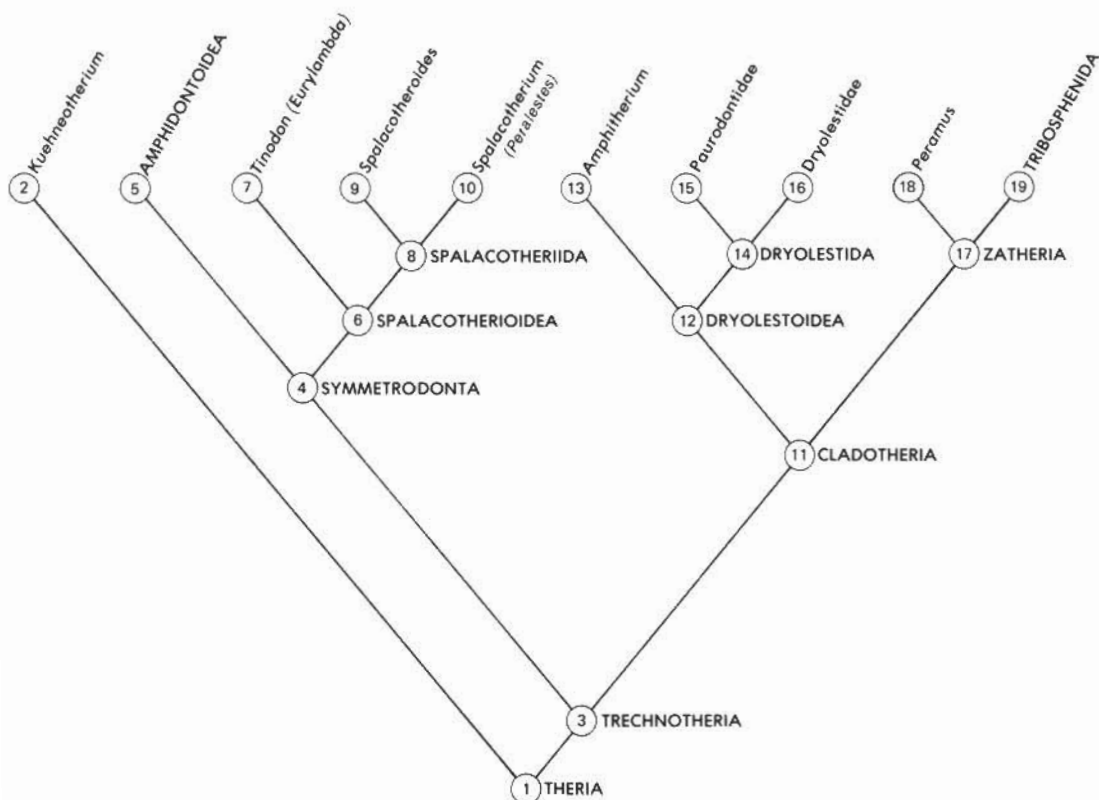 Kuehneotherium
AMPHIDONTOIDEA
Tinodon (Eurylambda)
Spalacotheroides
Spalacotherium
(Peralestes)
Amphitherium
Paurodontidae
Dryolestidae
Peramus
TRIBOSPHENIDA
2
5
7
9
10
13
15
16
18
19
8 SPALACOTHERIIDA
14 DRYOLESTIDA
17 ZATHERIA
6 SPALACOTHERIOIDEA
12 DRYOLESTOIDEA
4 SYMMETRODONTA
11 CLADOTHERIA
3 TRECHNOTHERIA
1 THERIA